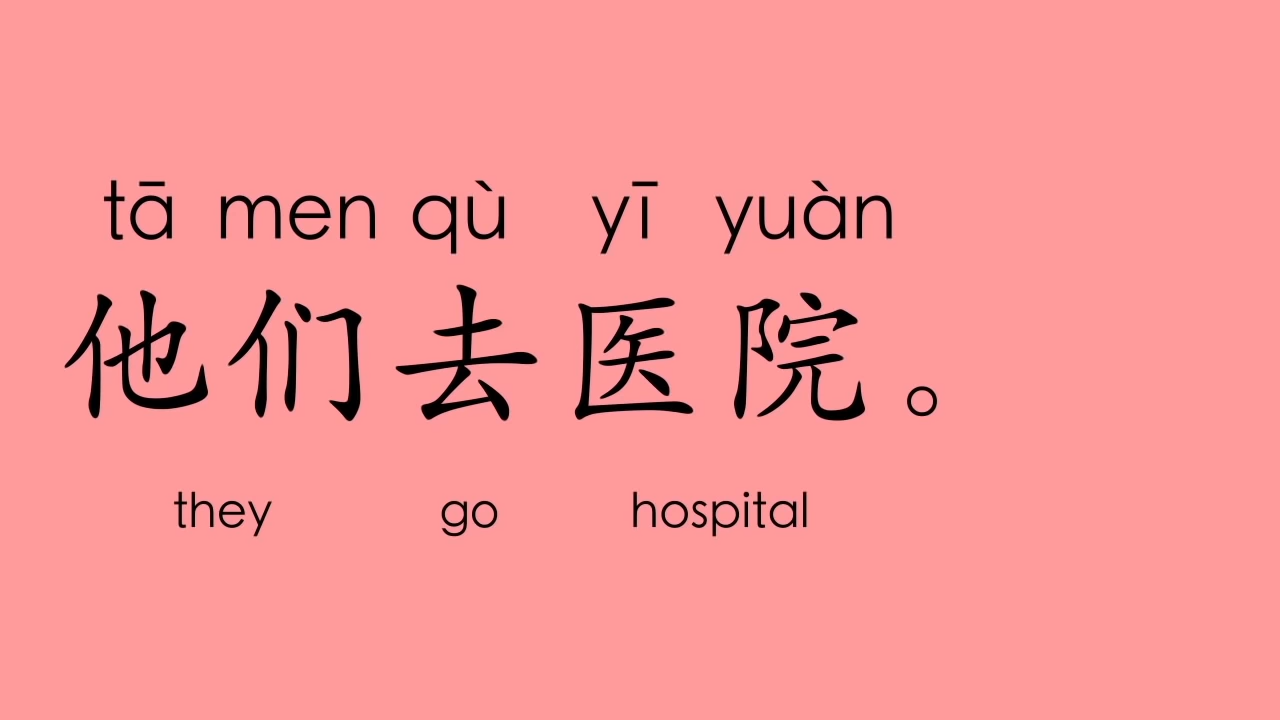 tā men qù yī yuàn
他们去医院。
they go hospital